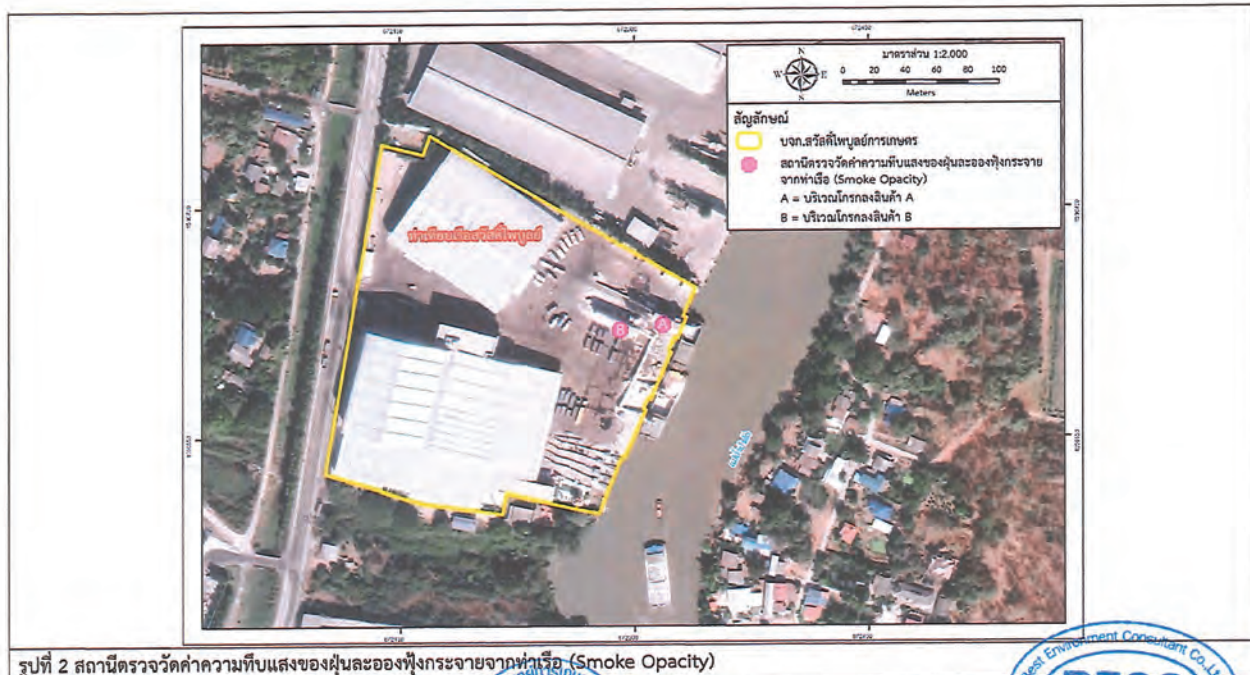 672350
672500
672650
มาตราส่วน 1:2,000
N
W E
S
0 20 40 60 80 100
Meters
สัญลักษณ์
บจก.สวัสดิ์ไพบูลย์การเกษตร
สถานีตรวจวัดค่าความทึบแสงของฝุ่นละอองฟุ้งกระจาย
จากท่าเรือ (Smoke Opacity)
A = บริเวณโกรกลงสินค้า A
B = บริเวณโกรกลงสินค้า B
ท่าเทียบเรือสวัสดิ์ไพบูลย์
B A
รูปที่ 2 สถานีตรวจวัดค่าความทึบแสงของฝุ่นละอองฟุ้งกระจายจากท่าเรือ (Smoke Opacity)
Best Environment Consultant Co.,